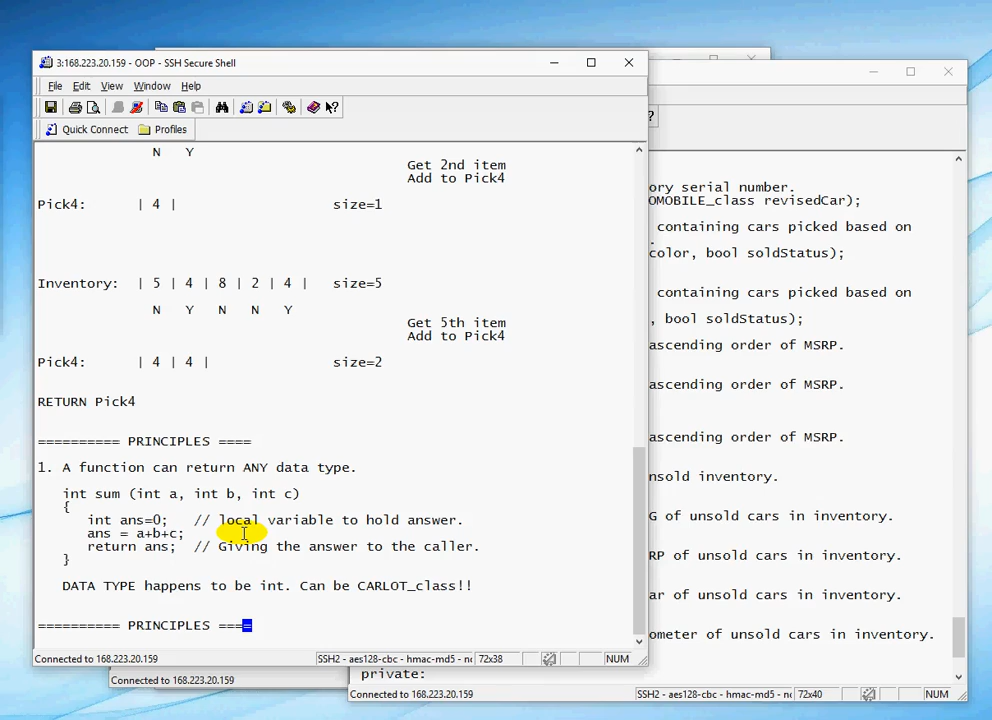 3:168.223.20.159 - OOP - SSH Secure Shell
File Edit View Window Help
Quick Connect Profiles
N Y
Get 2nd item
Add to Pick4
Pick4: | 4 | size=1
Inventory: | 5 | 4 | 8 | 2 | 4 | size=5
N Y N N Y
Get 5th item
Add to Pick4
Pick4: | 4 | 4 | size=2
RETURN Pick4
========== PRINCIPLES ====
1. A function can return ANY data type.
int sum (int a, int b, int c)
{
int ans=0; // local variable to hold answer.
ans = a+b+c;
return ans; // Giving the answer to the caller.
}
DATA TYPE happens to be int. Can be CARLOT_class!!
========== PRINCIPLES ====
Connected to 168.223.20.159 SSH2 - aes128-cbc - hmac-md5 - nc 72x38 NUM
?
ory serial number.
OMOBILE_class revisedCar);
containing cars picked based on
.
color, bool soldStatus);
containing cars picked based on
, bool soldStatus);
ascending order of MSRP.
ascending order of MSRP.
ascending order of MSRP.
nsold inventory.
G of unsold cars in inventory.
RP of unsold cars in inventory.
ar of unsold cars in inventory.
ometer of unsold cars in inventory.
private:
Connected to 168.223.20.159
Connected to 168.223.20.159 SSH2 - aes128-cbc - hmac-md5 - nc 72x40 NUM